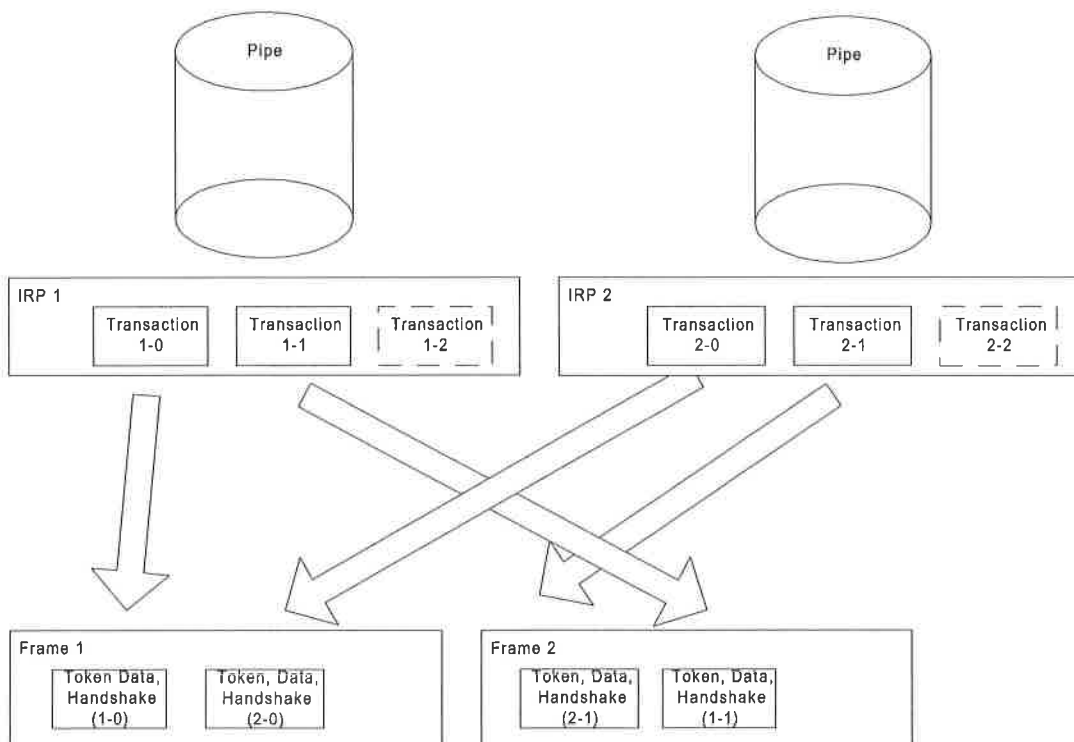 Pipe
Pipe
IRP 1
Transaction
1-0
Transaction
1-1
Transaction
1-2
IRP 2
Transaction
2-0
Transaction
2-1
Transaction
2-2
Frame 1
Token Data,
Handshake
(1-0)
Token, Data,
Handshake
(2-0)
Frame 2
Token, Data,
Handshake
(2-1)
Token, Data,
Handshake
(1-1)